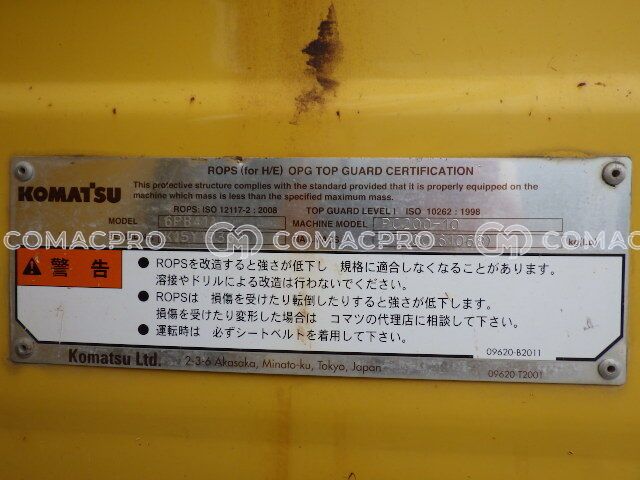 ROPS (for H/E) OPG TOP GUARD CERTIFICATION
KOMATSU
This protective structure complies with the standard provided that it is properly equipped on the
machine which mass is less than the specified maximum mass.
ROPS: ISO 12117-2 : 2008 TOP GUARD LEVEL I ISO 10262 : 1998
MODEL MACHINE MODEL PC200-10
COMACPRO COMACPRO COMACPRO
警告
● ROPSを改造すると強さが低下し 規格に適合しなくなることがあります。
溶接やドリルによる改造は行わないでください。
● ROPSは 損傷を受けたり転倒したりすると強さが低下します。
損傷を受けたり変形した場合は コマツの代理店に相談して下さい。
● 運転時は 必ずシートベルトを着用して下さい。
09620-B2011
Komatsu Ltd. 2-3-6 Akasaka, Minato-ku, Tokyo, Japan
09620-T2001